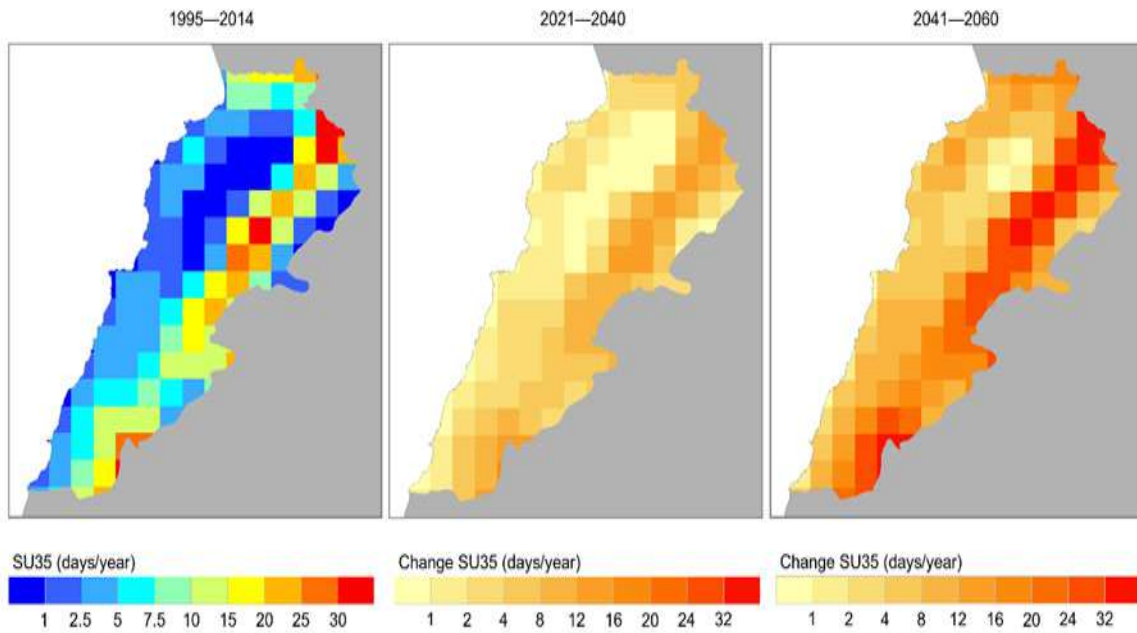 1995—2014
2021—2040
2041—2060
SU35 (days/year)
1 2.5 5 7.5 10 15 20 25 30
Change SU35 (days/year)
1 2 4 8 12 16 20 24 32
Change SU35 (days/year)
1 2 4 8 12 16 20 24 32